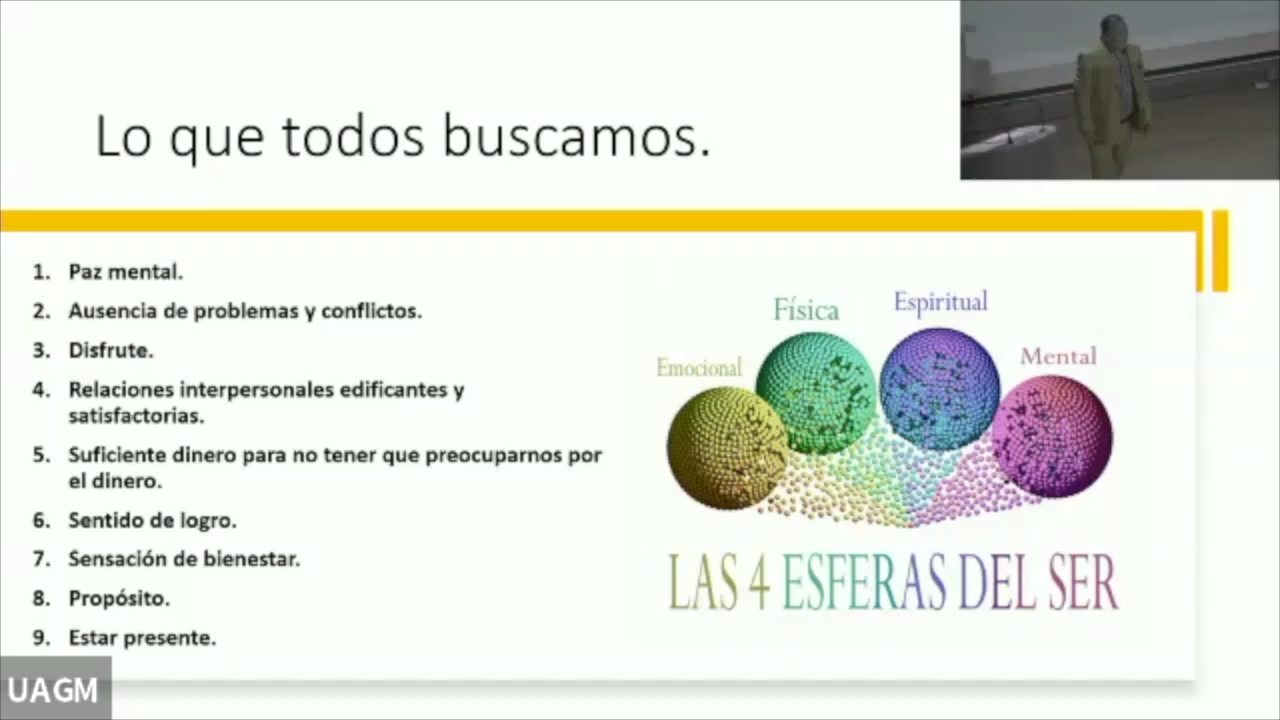 Lo que todos buscamos.
1. Paz mental.
2. Ausencia de problemas y conflictos.
3. Disfrute.
4. Relaciones interpersonales edificantes y
satisfactorias.
5. Suficiente dinero para no tener que preocuparnos por
el dinero.
6. Sentido de logro.
7. Sensación de bienestar.
8. Propósito.
9. Estar presente.
Emocional
Física
Espiritual
Mental
LAS 4 ESFERAS DEL SER
UAGM